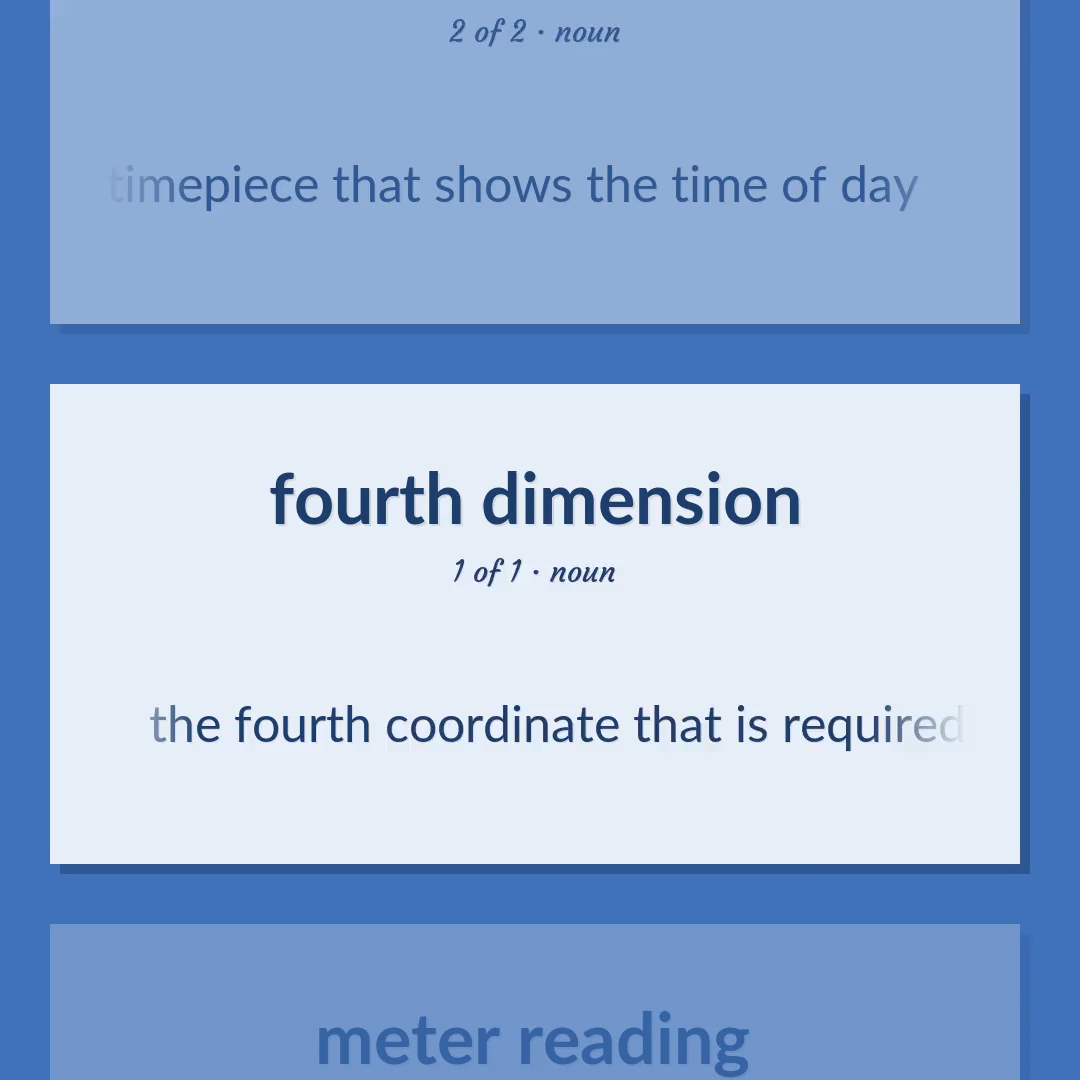 2 of 2 · noun
timepiece that shows the time of day
fourth dimension
1 of 1 · noun
the fourth coordinate that is required
meter reading